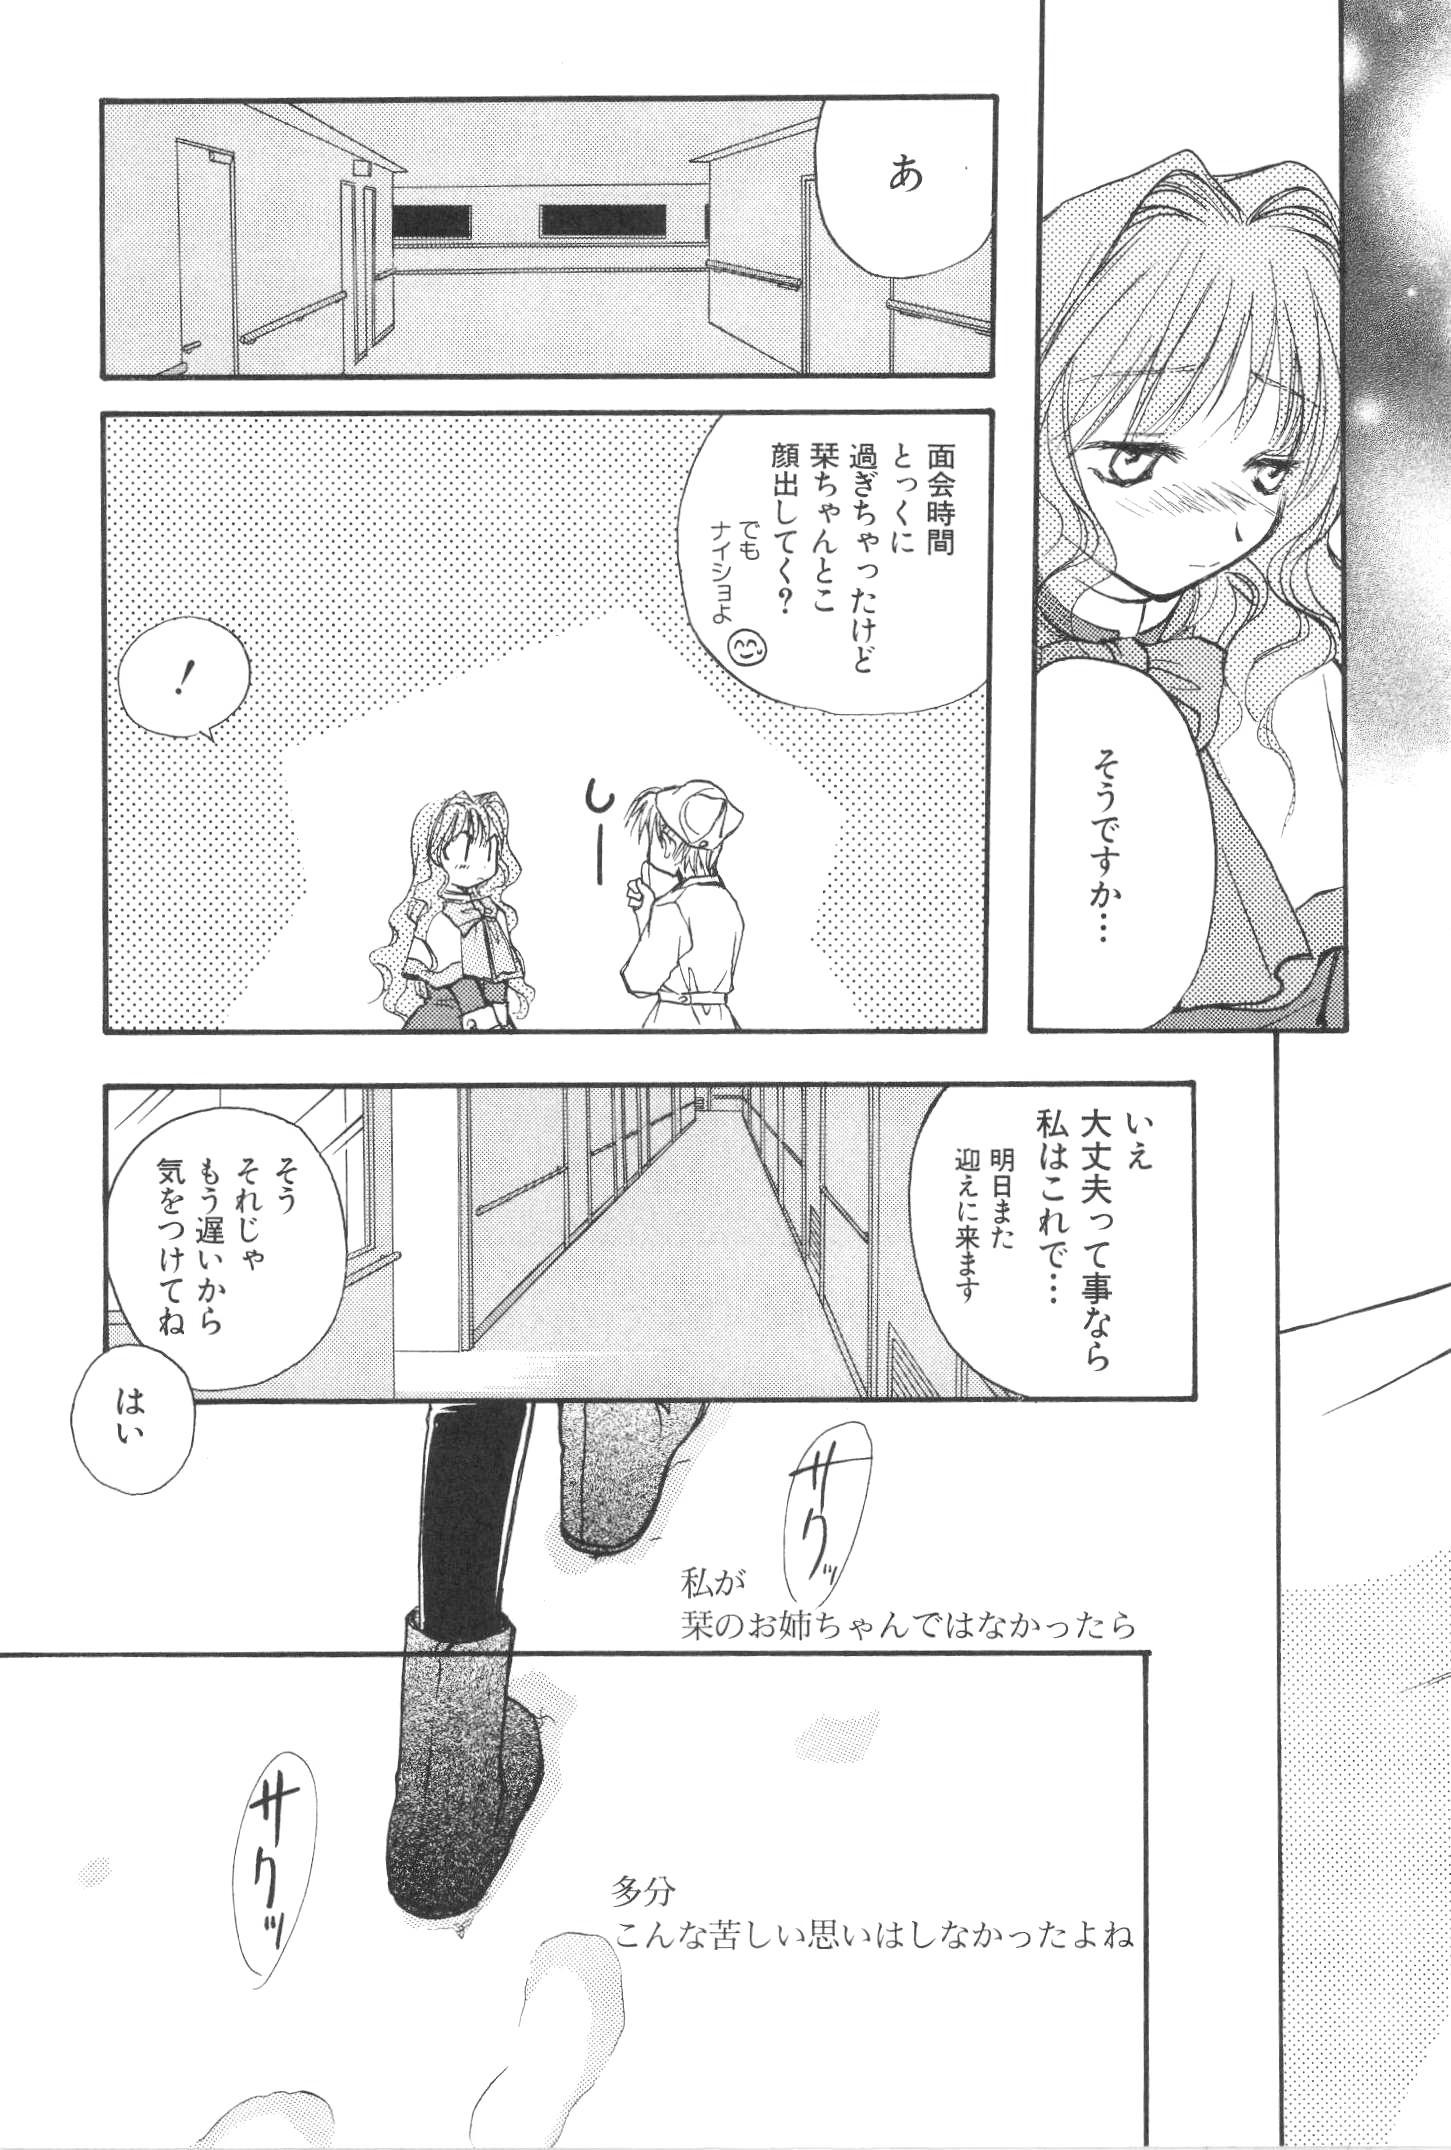 そうですか…
あ
面会時間
とっくに
過ぎちゃったけど
栞ちゃんとこ
顔出してく?
でも
ナイショよ
しー
!
いえ
大丈夫って事なら
私はこれで…
明日また
迎えに来ます
そう
それじゃ
もう遅いから
気をつけてね
はい
サクッ
私が
栞のお姉ちゃんではなかったら
サクッ
多分
こんな苦しい思いはしなかったよね